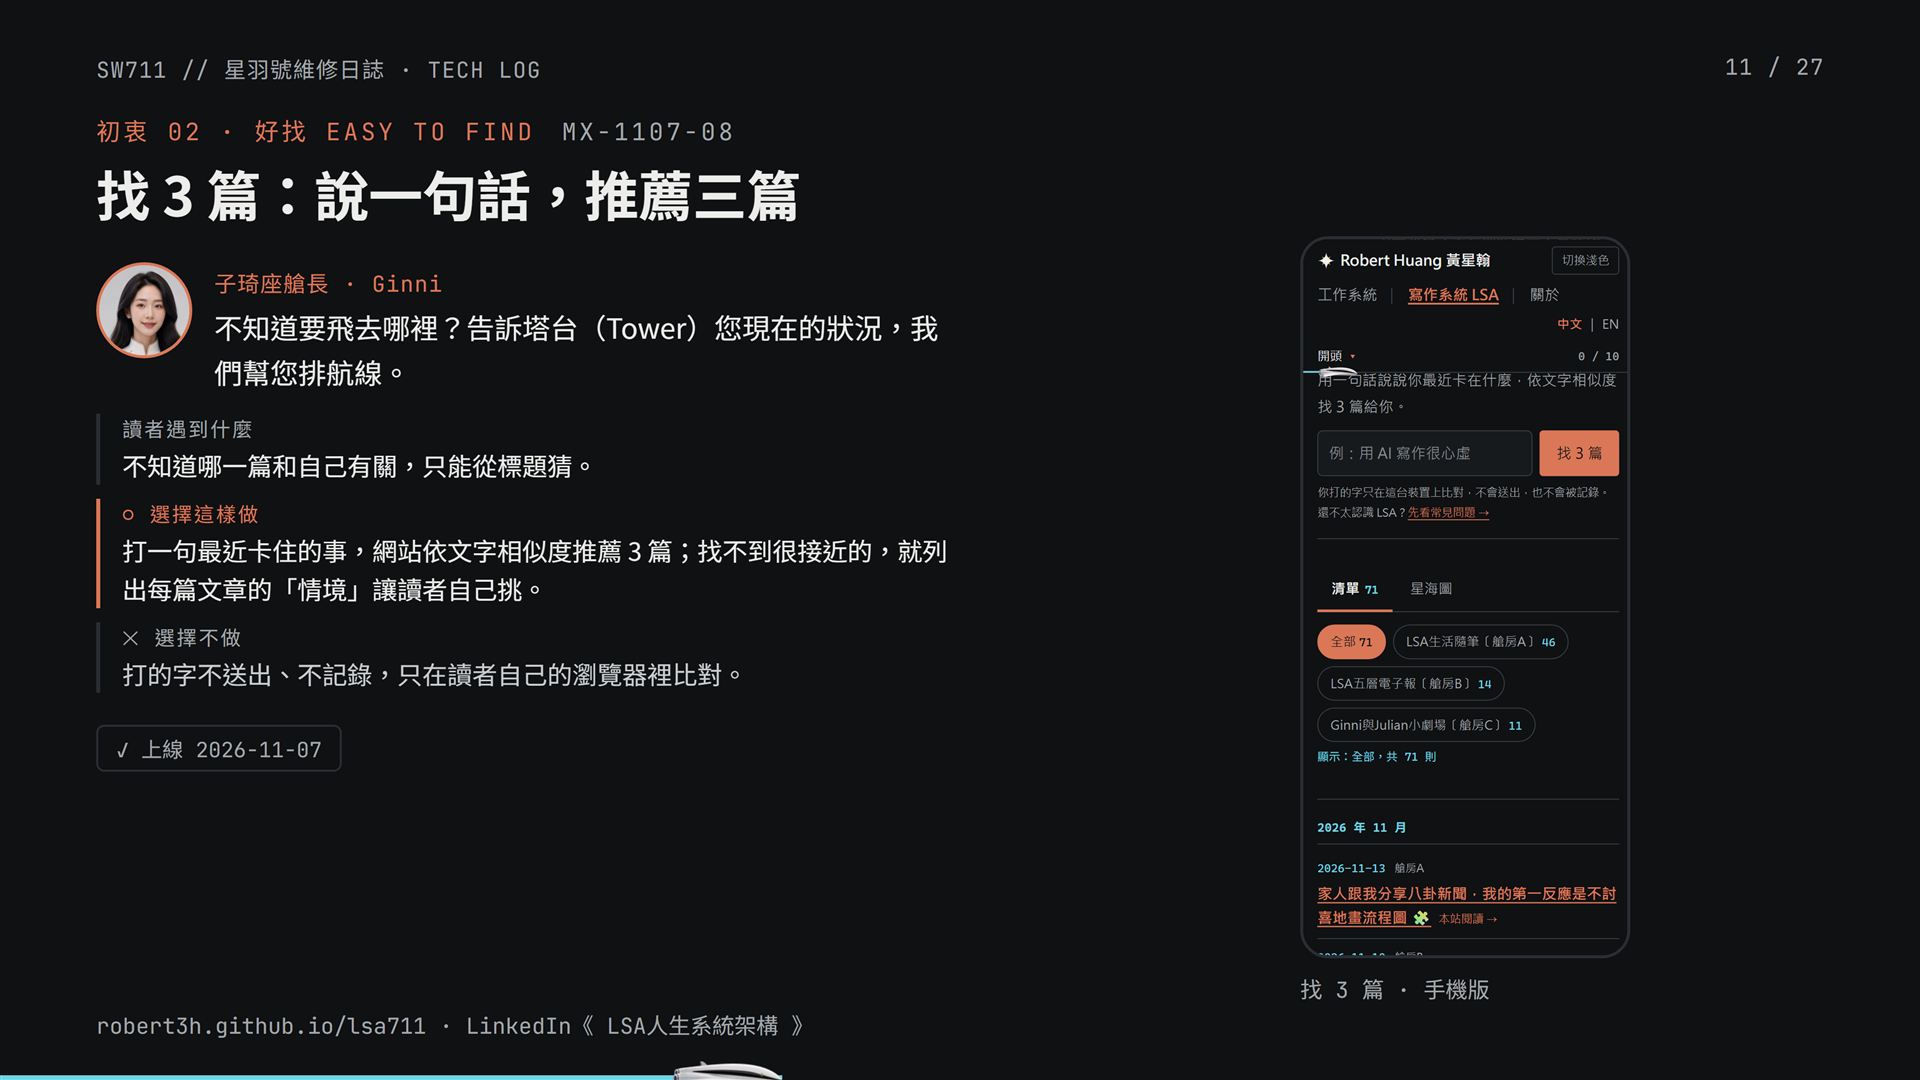 SW711 // 星羽號維修日誌 · TECH LOG
11 / 27
初衷 02 · 好找 EASY TO FIND MX-1107-08
找 3 篇：說一句話，推薦三篇
子琦座艙長 · Ginni
不知道要飛去哪裡？告訴塔台（Tower）您現在的狀況，我
們幫您排航線。
讀者遇到什麼
不知道哪一篇和自己有關，只能從標題猜。
○ 選擇這樣做
打一句最近卡住的事，網站依文字相似度推薦 3 篇；找不到很接近的，就列
出每篇文章的「情境」讓讀者自己挑。
× 選擇不做
打的字不送出、不記錄，只在讀者自己的瀏覽器裡比對。
✓ 上線 2026-11-07
✦ Robert Huang 黃星翰
切換淺色
工作系統 | 寫作系統 LSA | 關於
中文 | EN
開頭 ▾
0 / 10
用一句話說說你最近卡在什麼，依文字相似度
找 3 篇給你。
例：用 AI 寫作很心虛
找 3 篇
你打的字只在這台裝置上比對，不會送出，也不會被記錄。
還不太認識 LSA？先看常見問題 →
清單 71 星海圖
全部 71 LSA生活隨筆〔艙房A〕 46
LSA五層電子報〔艙房B〕 14
Ginni與Julian小劇場〔艙房C〕 11
顯示：全部，共 71 則
2026 年 11 月
2026-11-13 艙房A
家人跟我分享八卦新聞，我的第一反應是不討
喜地畫流程圖 🧩 本站閱讀 →
找 3 篇 · 手機版
robert3h.github.io/lsa711 · LinkedIn《 LSA人生系統架構 》